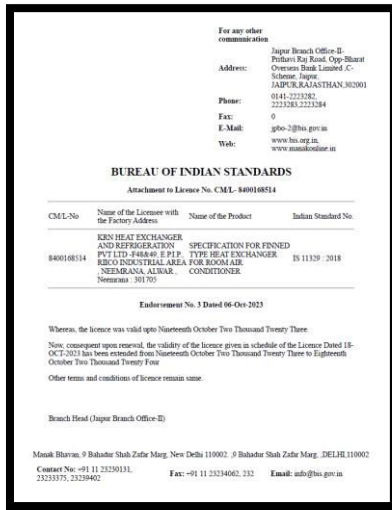 For any other
communication
Address:
Jaipur Branch Office-II-
Prithavi Raj Road, Opp-Bharat
Overseas Bank Limited ,C-
Scheme, Jaipur,
JAIPUR,RAJASTHAN,302001
Phone:
0141-2223282,
2223283,2223284
Fax:
0
E-Mail:
jpbo-2@bis.gov.in
Web:
www.bis.org.in,
www.manakonline.in
BUREAU OF INDIAN STANDARDS
Attachment to Licence No. CM/L- 8400168514
CM/L-No
Name of the Licensee with
the Factory Address
Name of the Product
Indian Standard No.
8400168514
KRN HEAT EXCHANGER
AND REFRIGERATION
PVT LTD -F48&49, E.P.I.P.,
RIICO INDUSTRIAL AREA
, NEEMRANA, ALWAR ,
Neemrana : 301705
SPECIFICATION FOR FINNED
TYPE HEAT EXCHANGER
FOR ROOM AIR
CONDITIONER
IS 11329 : 2018
Endorsement No. 3 Dated 06-Oct-2023
Whereas, the licence was valid upto Nineteenth October Two Thousand Twenty Three
Now, consequent upon renewal, the validity of the licence given in schedule of the Licence Dated 18-
OCT-2023 has been extended from Nineteenth October Two Thousand Twenty Three to Eighteenth
October Two Thousand Twenty Four
Other terms and conditions of licence remain same.
Branch Head (Jaipur Branch Office-II)
Manak Bhavan, 9 Bahadur Shah Zafar Marg, New Delhi 110002. ,9 Bahadur Shah Zafar Marg, ,DELHI,110002
Contact No: +91 11 23230131,
23233375, 23239402
Fax: +91 11 23234062, 232
Email: info@bis.gov.in